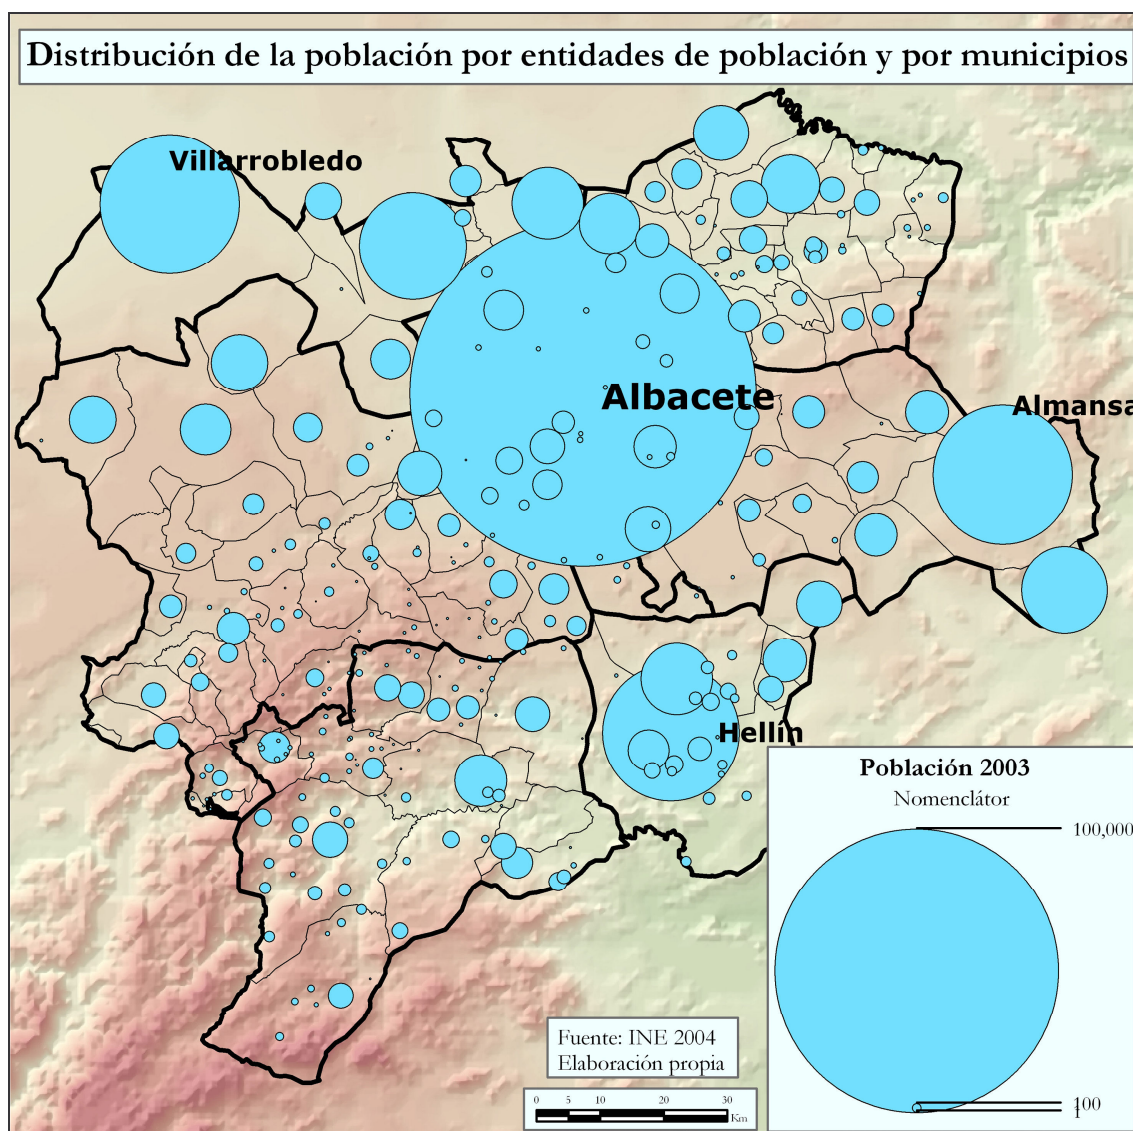 Distribución de la población por entidades de población y por municipios
Villarrobledo
Albacete
Almansa
Hellín
Población 2003
Nomenclátor
100,000
100
1
Fuente: INE 2004
Elaboración propia
0 5 10 20 30
Km